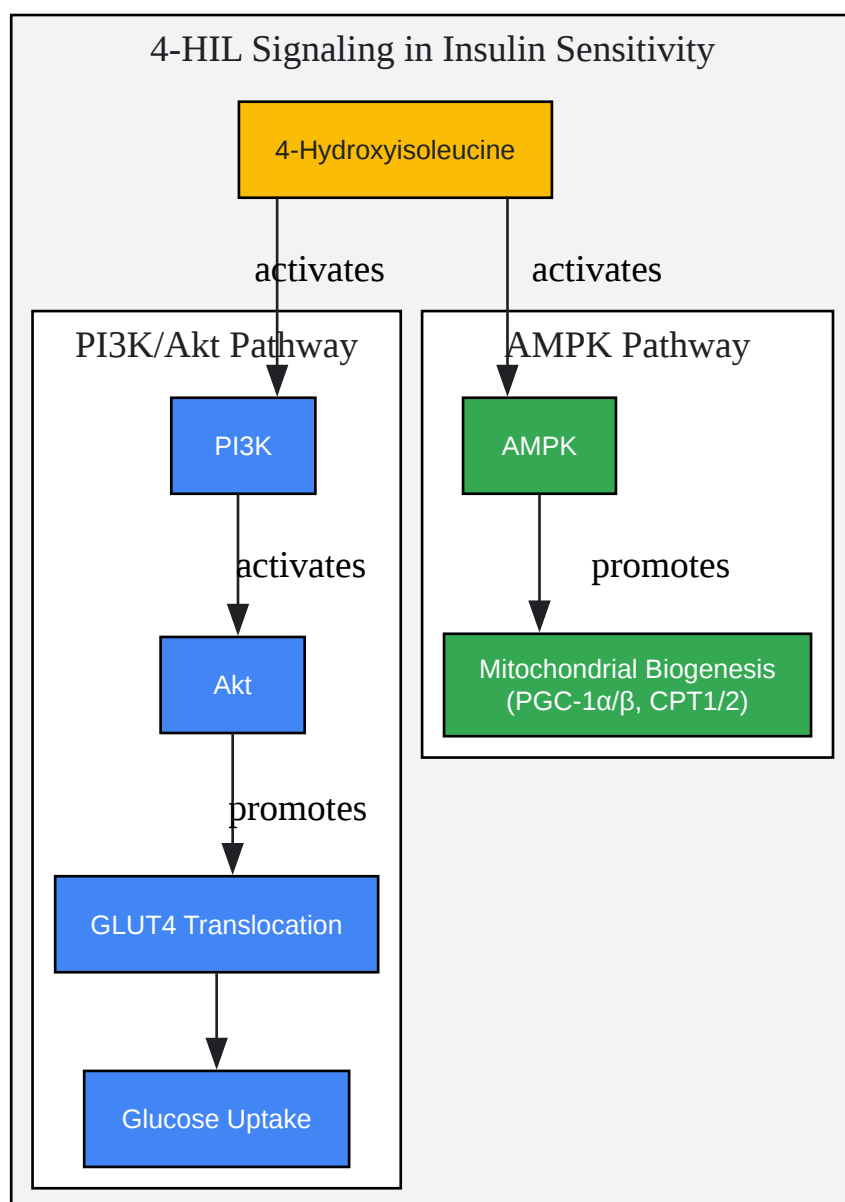 4-HIL Signaling in Insulin Sensitivity
4-Hydroxyisoleucine
activates
activates
PI3K/Akt Pathway
AMPK Pathway
PI3K
AMPK
activates
promotes
Akt
Mitochondrial Biogenesis
(PGC-1α/β, CPT1/2)
promotes
GLUT4 Translocation
Glucose Uptake